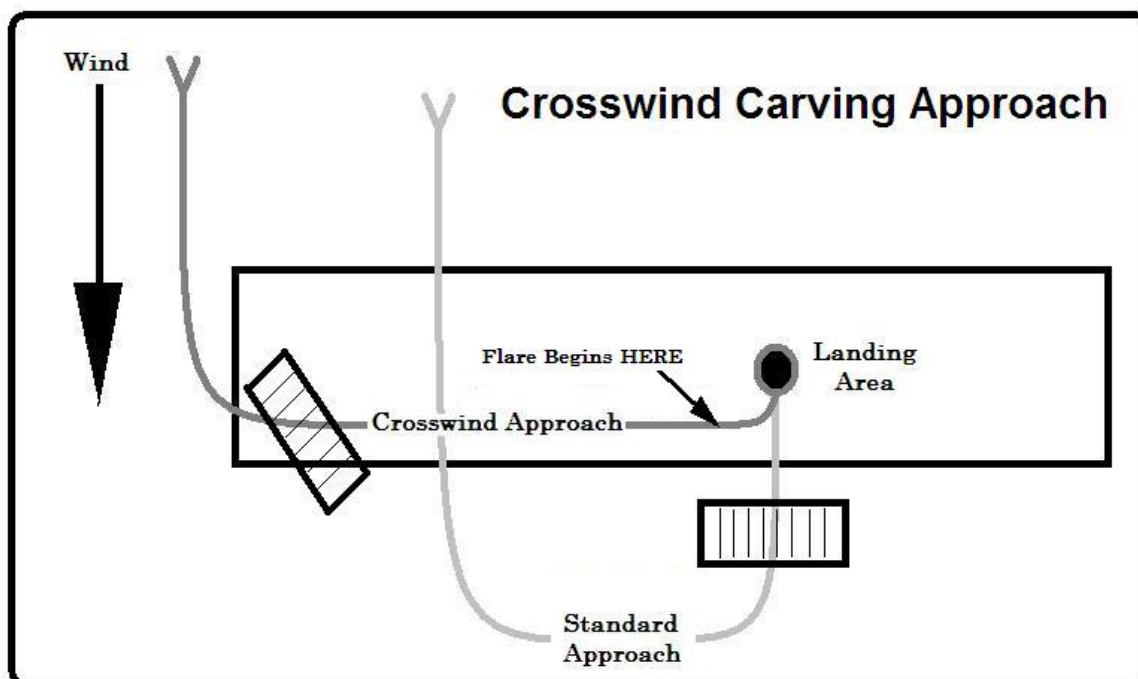 Wind
Crosswind Carving Approach
Flare Begins HERE
Landing
Area
Crosswind Approach
Standard
Approach